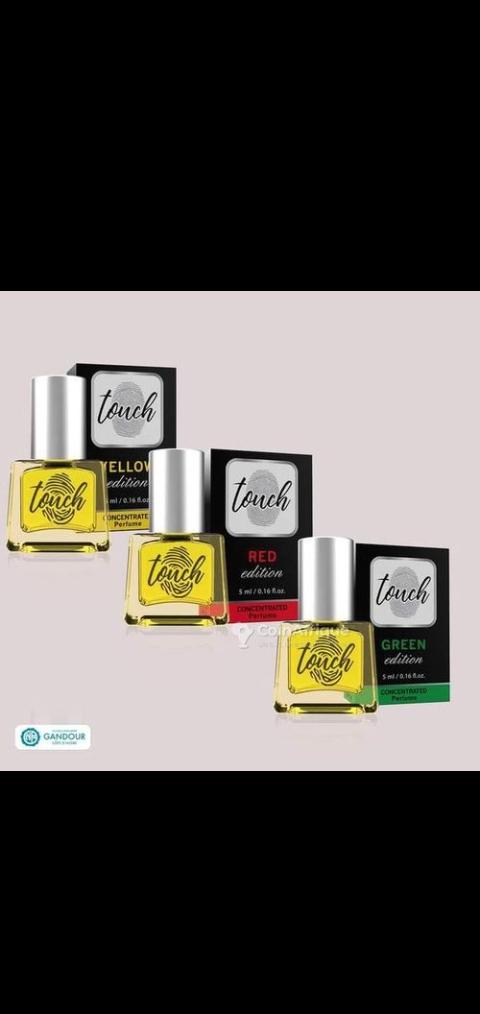 touch
YELLOW
edition
5 ml / 0.16 fl.oz.
CONCENTRATED
Perfume
touch
touch
RED
edition
5 ml / 0.16 fl.oz.
CONCENTRATED
Perfume
touch
touch
GREEN
edition
5 ml / 0.16 fl.oz.
CONCENTRATED
Perfume
touch
CoinAfrique
GANDOUR
CÔTE D'IVOIRE